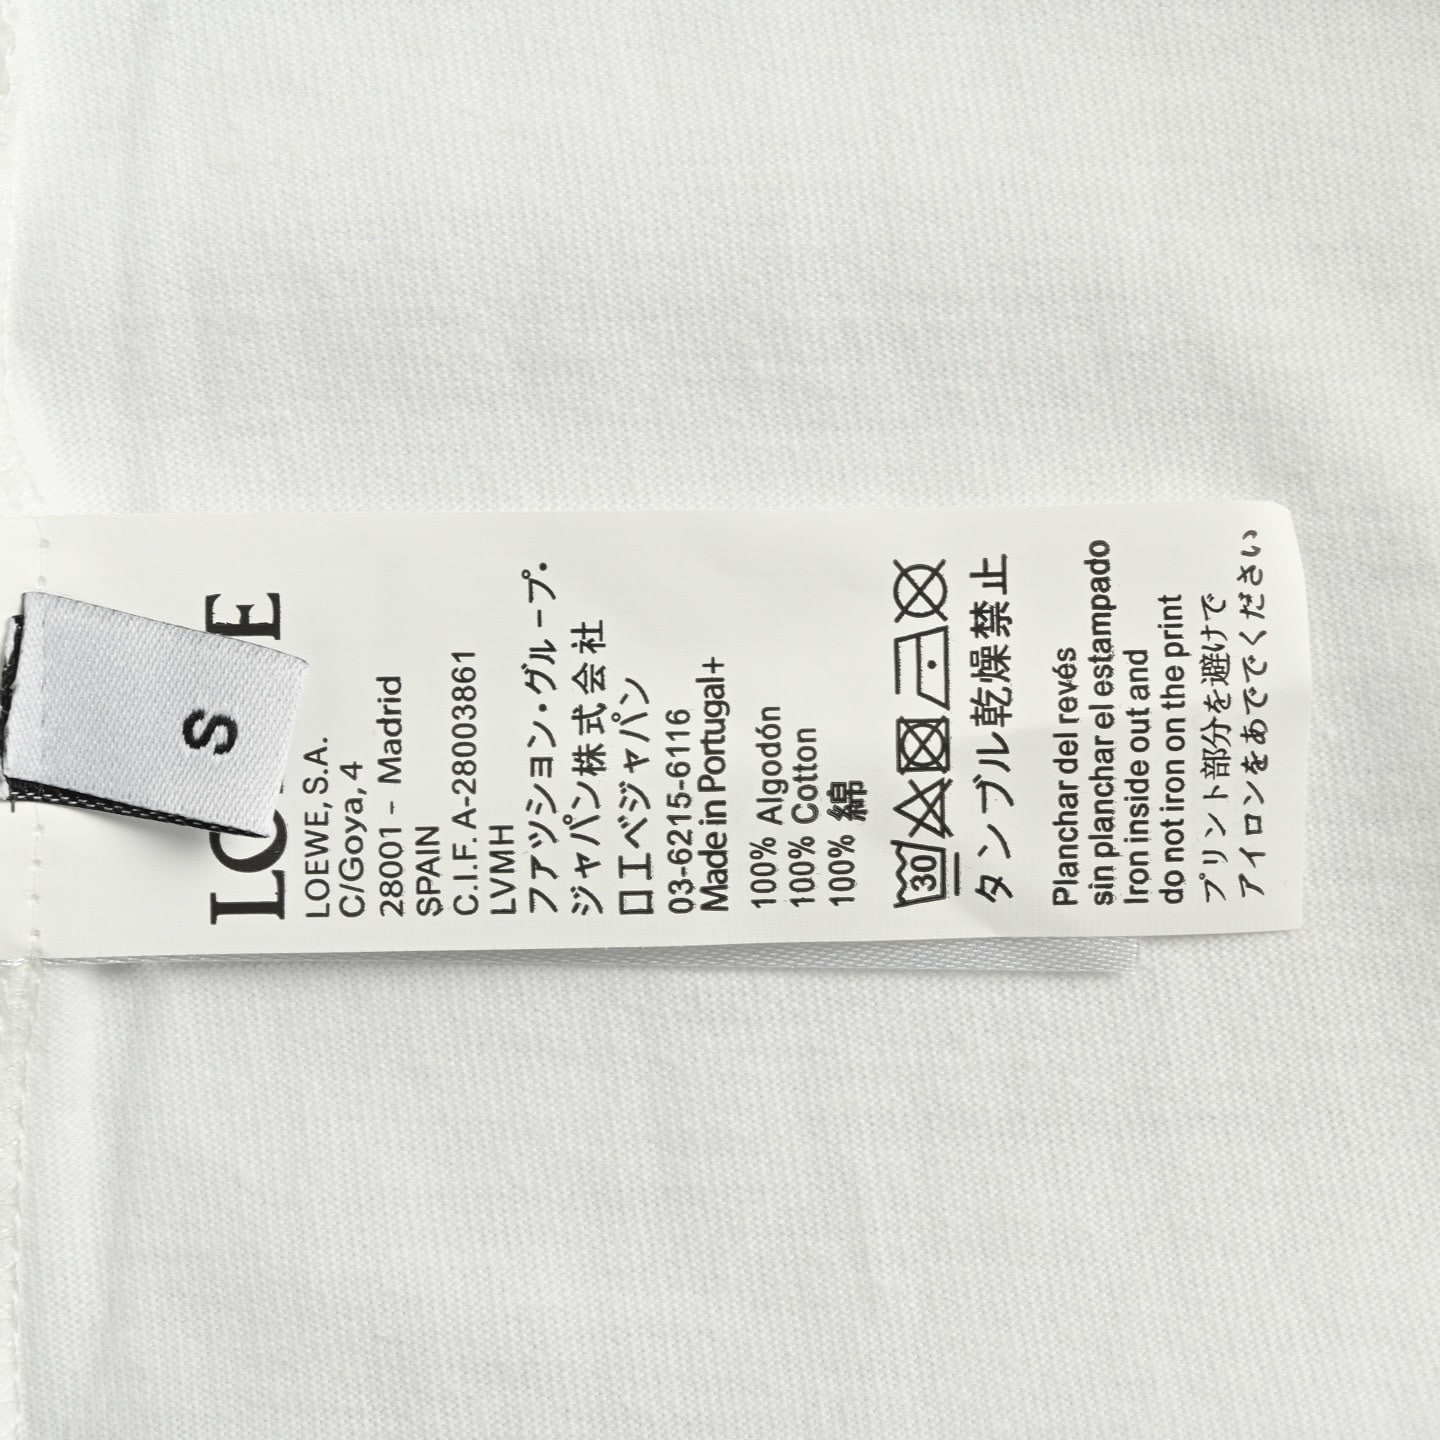 S
LOEWE, S.A.
C/Goya, 4
28001 - Madrid
SPAIN
C.I.F. A-28003861
LVMH
ファツション・グループ・
ジャパン株式会社
ロエベジャパン
03-6215-6116
Made in Portugal+
100% Algodón
100% Cotton
100% 綿
30
タンブル乾燥禁止
Planchar del revés
sin planchar el estampado
Iron inside out and
do not iron on the print
プリント部分を避けで
アイロンをあででください